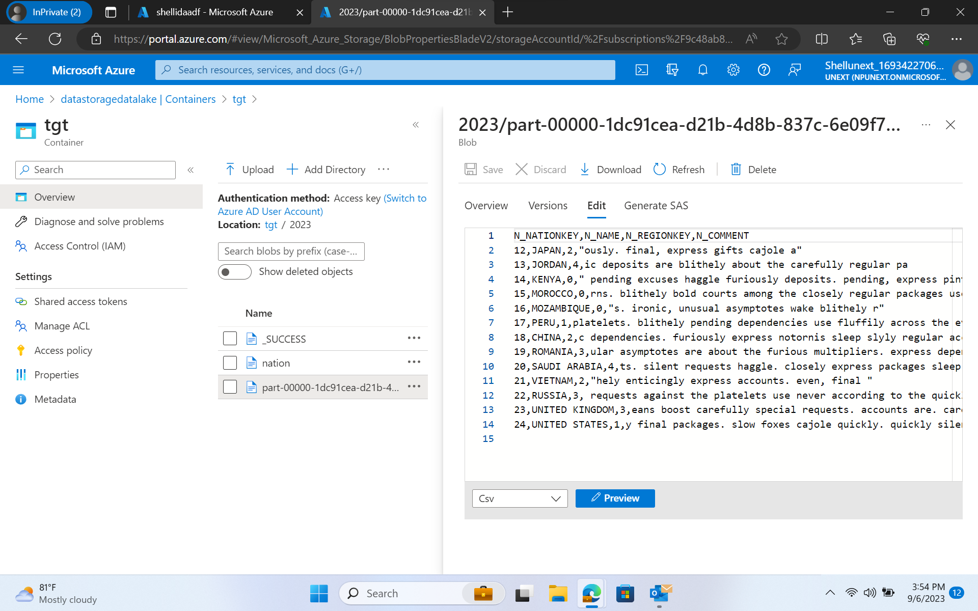 InPrivate (2)
shellidaadf - Microsoft Azure
2023/part-00000-1dc91cea-d21b
https://portal.azure.com/#view/Microsoft_Azure_Storage/BlobPropertiesBladeV2/storageAccountId/%2Fsubscriptions%2F9c48ab8...
Microsoft Azure
Search resources, services, and docs (G+/)
Shellunext_1693422706...
UNEXT (NPUNEXT.ONMICROSOF...
Home > datastoragedatalake | Containers > tgt >
tgt
Container
Search
Overview
Diagnose and solve problems
Access Control (IAM)
Settings
Shared access tokens
Manage ACL
Access policy
Properties
Metadata
Upload
Add Directory
...
Authentication method: Access key (Switch to
Azure AD User Account)
Location: tgt / 2023
Search blobs by prefix (case-...
Show deleted objects
Name
_SUCCESS
nation
part-00000-1dc91cea-d21b-4...
2023/part-00000-1dc91cea-d21b-4d8b-837c-6e09f7...
Blob
Save
Discard
Download
Refresh
Delete
Overview
Versions
Edit
Generate SAS
1 N_NATIONKEY,N_NAME,N_REGIONKEY,N_COMMENT
2 12,JAPAN,2,"ously. final, express gifts cajole a"
3 13,JORDAN,4,ic deposits are blithely about the carefully regular pa
4 14,KENYA,0," pending excuses haggle furiously deposits. pending, express pin
5 15,MOROCCO,0,rns. blithely bold courts among the closely regular packages us
6 16,MOZAMBIQUE,0,"s. ironic, unusual asymptotes wake blithely r"
7 17,PERU,1,platelets. blithely pending dependencies use fluffily across the e
8 18,CHINA,2,c dependencies. furiously express notornis sleep slyly regular ac
9 19,ROMANIA,3,ular asymptotes are about the furious multipliers. express depe
10 20,SAUDI ARABIA,4,ts. silent requests haggle. closely express packages sleep
11 21,VIETNAM,2,"hely enticingly express accounts. even, final "
12 22,RUSSIA,3, requests against the platelets use never according to the quick
13 23,UNITED KINGDOM,3,eans boost carefully special requests. accounts are. car
14 24,UNITED STATES,1,y final packages. slow foxes cajole quickly. quickly sile
15
Csv
Preview
81°F
Mostly cloudy
Search
3:54 PM
9/6/2023
12